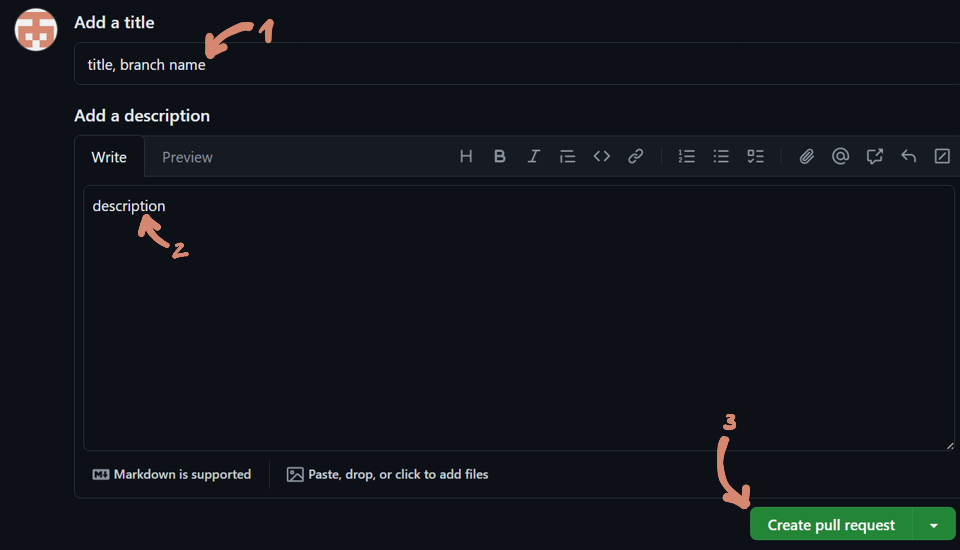 Add a title
1
title, branch name
Add a description
Write Preview
description
2
3
Markdown is supported Paste, drop, or click to add files
Create pull request